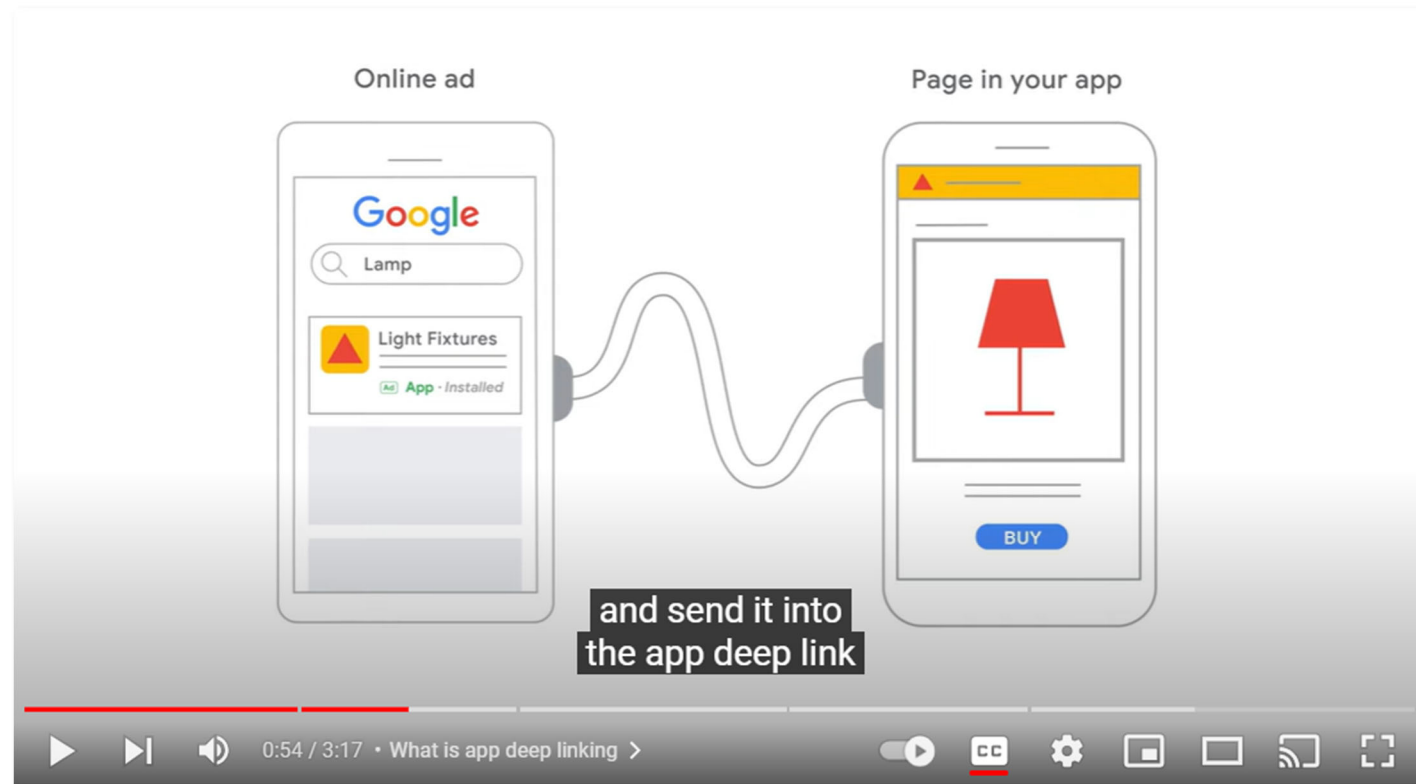 Online ad
Page in your app
Google
Lamp
Light Fixtures
Ad App · Installed
BUY
and send it into
the app deep link
0:54 / 3:17 • What is app deep linking >
CC